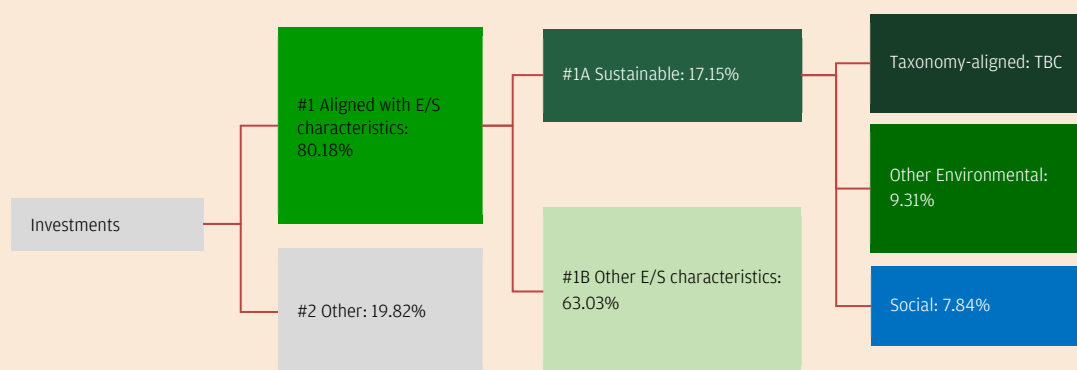 Investments
#1 Aligned with E/S
characteristics:
80.18%
#2 Other: 19.82%
#1A Sustainable: 17.15%
#1B Other E/S characteristics:
63.03%
Taxonomy-aligned: TBC
Other Environmental:
9.31%
Social: 7.84%